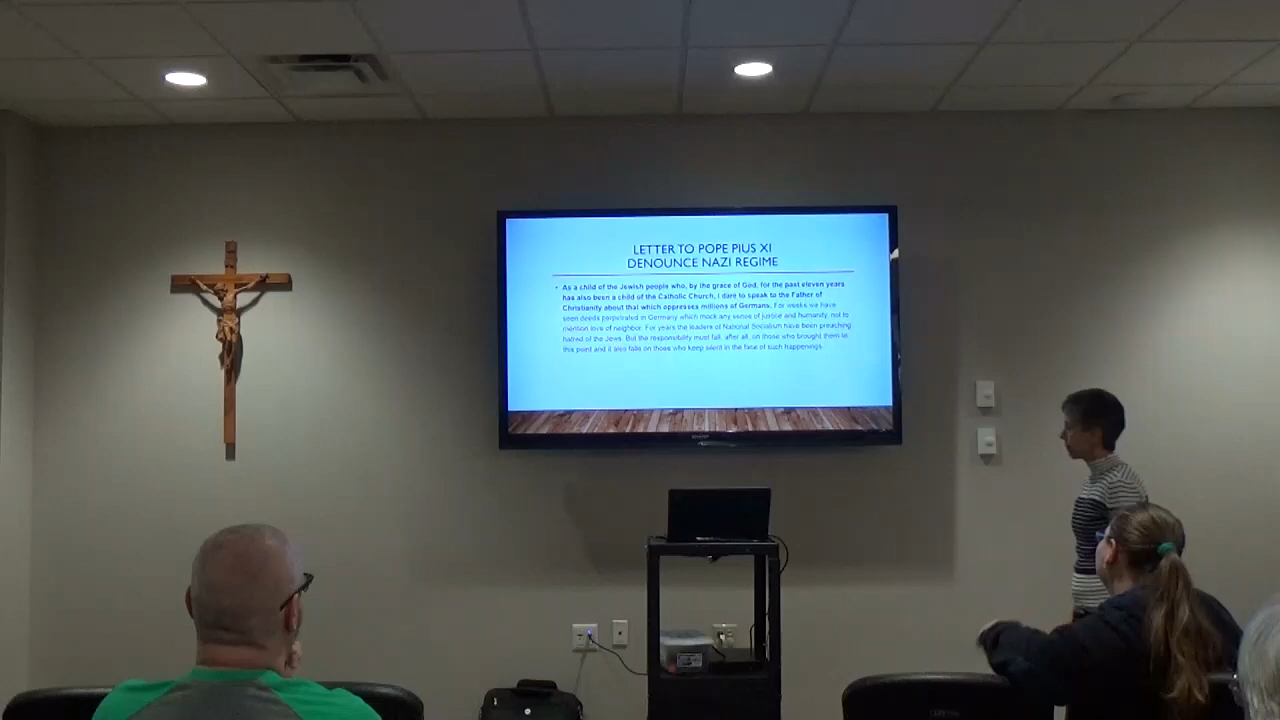 LETTER TO POPE PIUS XI
DENOUNCE NAZI REGIME
• As a child of the Jewish people who, by the grace of God, for the past eleven years
has also been a child of the Catholic Church, I dare to speak to the Father of
Christianity about that which oppresses millions of Germans. For weeks we have
seen deeds perpetrated in Germany which mock any sense of justice and humanity, not to
mention love of neighbor. For years the leaders of National Socialism have been preaching
hatred of the Jews. But the responsibility must fall, after all, on those who brought them to
this point and it also falls on those who keep silent in the face of such happenings.
SHARP